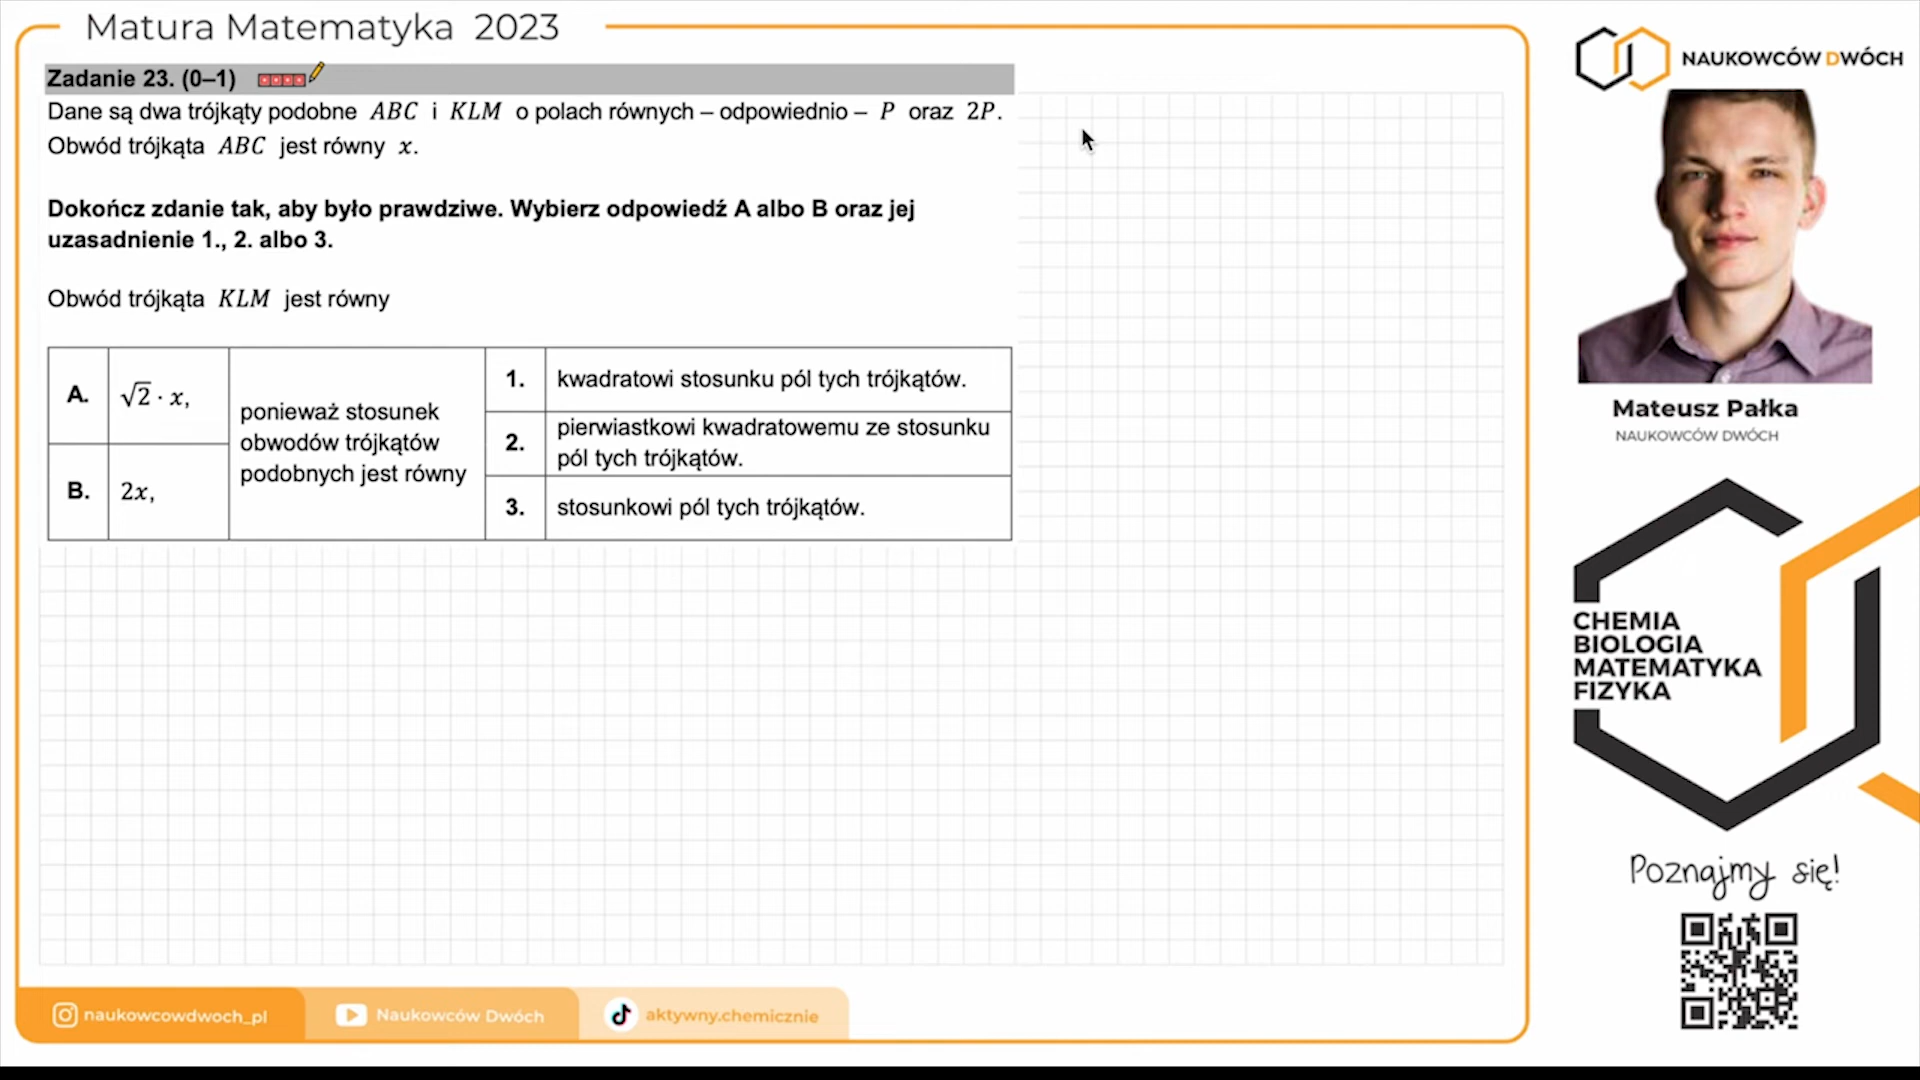 Matura Matematyka 2023
Zadanie 23. (0–1)
Dane są dwa trójkąty podobne ABC i KLM o polach równych – odpowiednio – P oraz 2P.
Obwód trójkąta ABC jest równy x.
Dokończ zdanie tak, aby było prawdziwe. Wybierz odpowiedź A albo B oraz jej
uzasadnienie 1., 2. albo 3.
Obwód trójkąta KLM jest równy
A. √2 · x,
B. 2x,
ponieważ stosunek
obwodów trójkątów
podobnych jest równy
1. kwadratowi stosunku pól tych trójkątów.
2. pierwiastkowi kwadratowemu ze stosunku
pól tych trójkątów.
3. stosunkowi pól tych trójkątów.
naukowcowdwoch_pl
Naukowców Dwóch
aktywny.chemicznie
NAUKOWCÓW DWÓCH
Mateusz Pałka
NAUKOWCÓW DWÓCH
CHEMIA
BIOLOGIA
MATEMATYKA
FIZYKA
Poznajmy się!